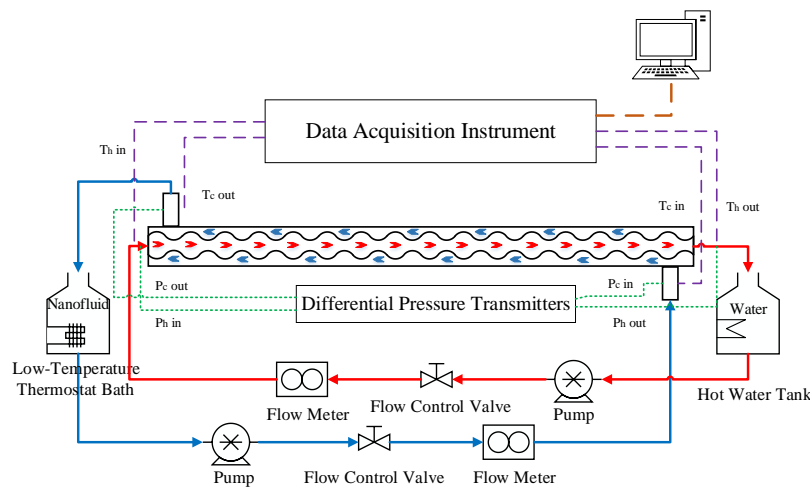 Data Acquisition Instrument
Th in
Tc out
Tc in
Th out
Pc out
Pc in
Differential Pressure Transmitters
Ph in
Ph out
Nanofluid
Water
Low-Temperature
Thermostat Bath
Hot Water Tank
Flow Meter
Flow Control Valve
Pump
Pump
Flow Control Valve
Flow Meter